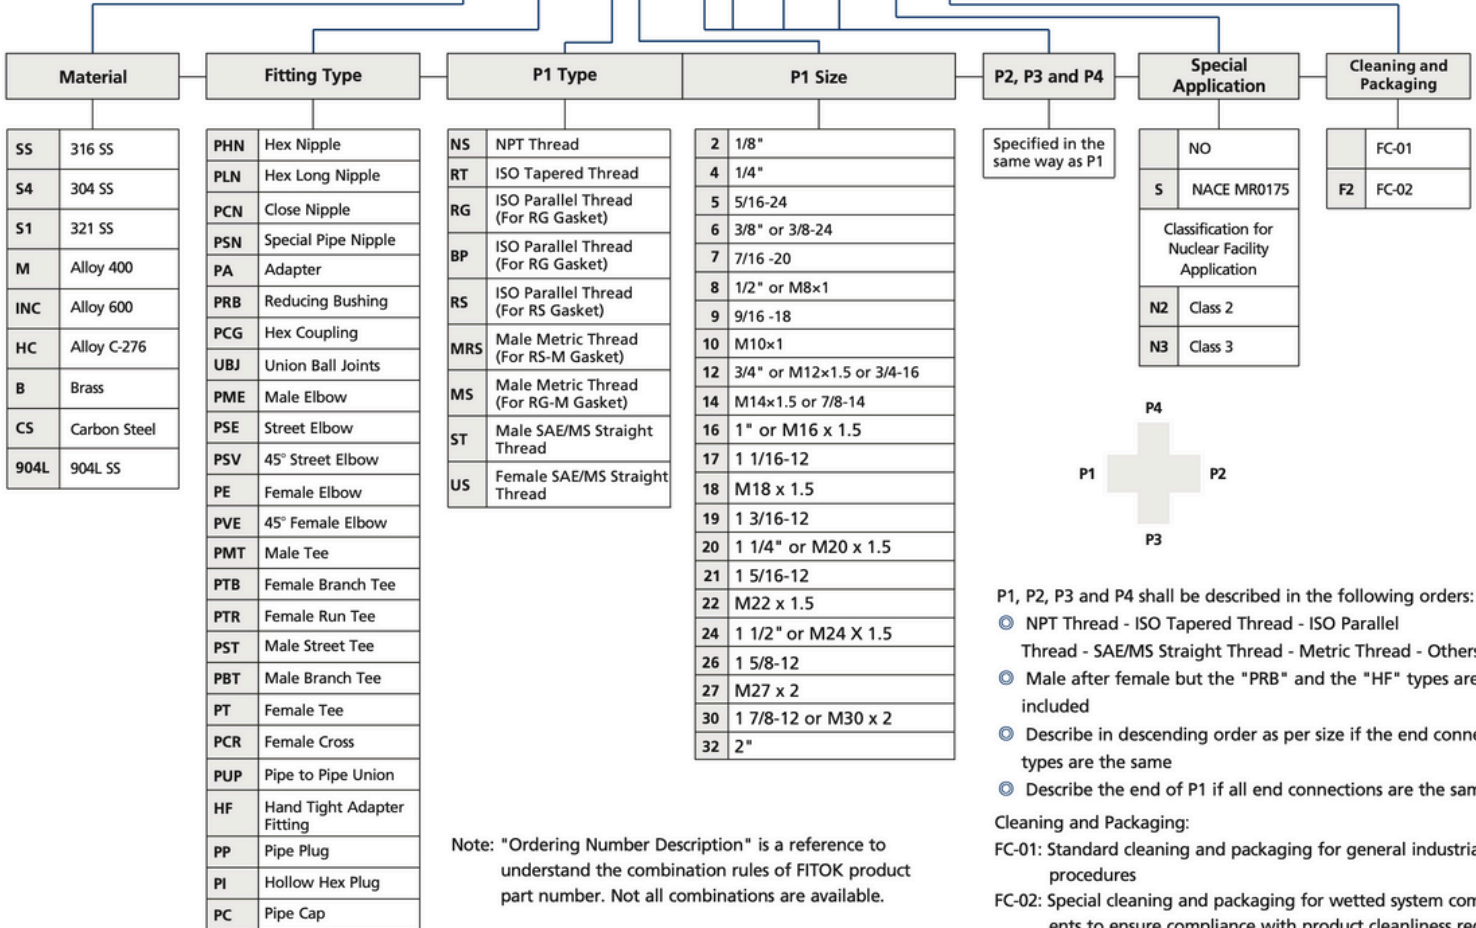 Material
Fitting Type
P1 Type
P1 Size
P2, P3 and P4
Special
Application
Cleaning and
Packaging
SS 316 SS
S4 304 SS
S1 321 SS
M Alloy 400
INC Alloy 600
HC Alloy C-276
B Brass
CS Carbon Steel
904L 904L SS
PHN Hex Nipple
PLN Hex Long Nipple
PCN Close Nipple
PSN Special Pipe Nipple
PA Adapter
PRB Reducing Bushing
PCG Hex Coupling
UBJ Union Ball Joints
PME Male Elbow
PSE Street Elbow
PSV 45° Street Elbow
PE Female Elbow
PVE 45° Female Elbow
PMT Male Tee
PTB Female Branch Tee
PTR Female Run Tee
PST Male Street Tee
PBT Male Branch Tee
PT Female Tee
PCR Female Cross
PUP Pipe to Pipe Union
HF Hand Tight Adapter
Fitting
PP Pipe Plug
PI Hollow Hex Plug
PC Pipe Cap
NS NPT Thread
RT ISO Tapered Thread
RG ISO Parallel Thread
(For RG Gasket)
BP ISO Parallel Thread
(For RG Gasket)
RS ISO Parallel Thread
(For RS Gasket)
MRS Male Metric Thread
(For RS-M Gasket)
MS Male Metric Thread
(For RG-M Gasket)
ST Male SAE/MS Straight
Thread
US Female SAE/MS Straight
Thread
2 1/8"
4 1/4"
5 5/16-24
6 3/8" or 3/8-24
7 7/16 -20
8 1/2" or M8×1
9 9/16 -18
10 M10×1
12 3/4" or M12×1.5 or 3/4-16
14 M14×1.5 or 7/8-14
16 1" or M16 x 1.5
17 1 1/16-12
18 M18 x 1.5
19 1 3/16-12
20 1 1/4" or M20 x 1.5
21 1 5/16-12
22 M22 x 1.5
24 1 1/2" or M24 X 1.5
26 1 5/8-12
27 M27 x 2
30 1 7/8-12 or M30 x 2
32 2"
Specified in the
same way as P1
NO
S NACE MR0175
Classification for
Nuclear Facility
Application
N2 Class 2
N3 Class 3
FC-01
F2 FC-02
P4
P1 P2
P3
P1, P2, P3 and P4 shall be described in the following orders:
◎ NPT Thread - ISO Tapered Thread - ISO Parallel
Thread - SAE/MS Straight Thread - Metric Thread - Others
◎ Male after female but the "PRB" and the "HF" types are
included
◎ Describe in descending order as per size if the end conne
types are the same
◎ Describe the end of P1 if all end connections are the sam
Cleaning and Packaging:
FC-01: Standard cleaning and packaging for general industria
procedures
FC-02: Special cleaning and packaging for wetted system com
ents to ensure compliance with product cleanliness
Note: "Ordering Number Description" is a reference to
understand the combination rules of FITOK product
part number. Not all combinations are available.